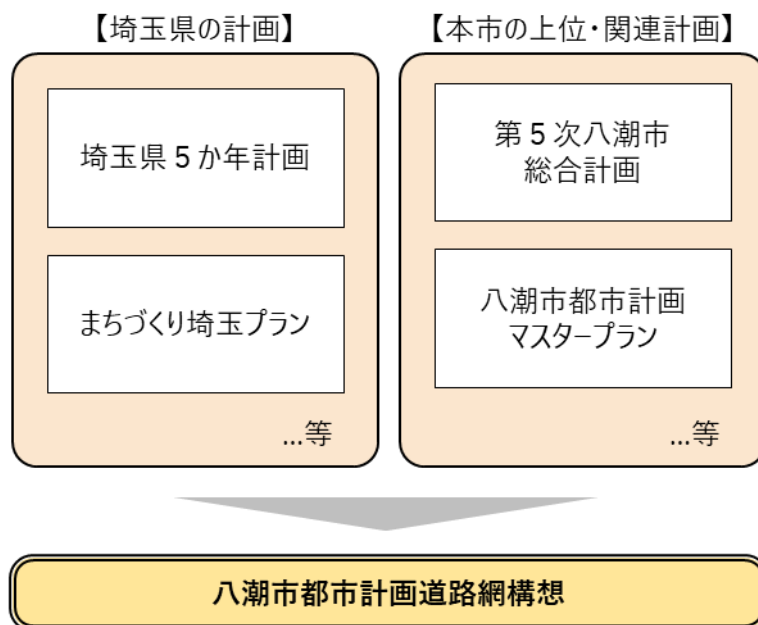 【埼玉県の計画】
埼玉県5か年計画
まちづくり埼玉プラン
...等
【本市の上位・関連計画】
第5次八潮市
総合計画
八潮市都市計画
マスタープラン
...等
八潮市都市計画道路網構想